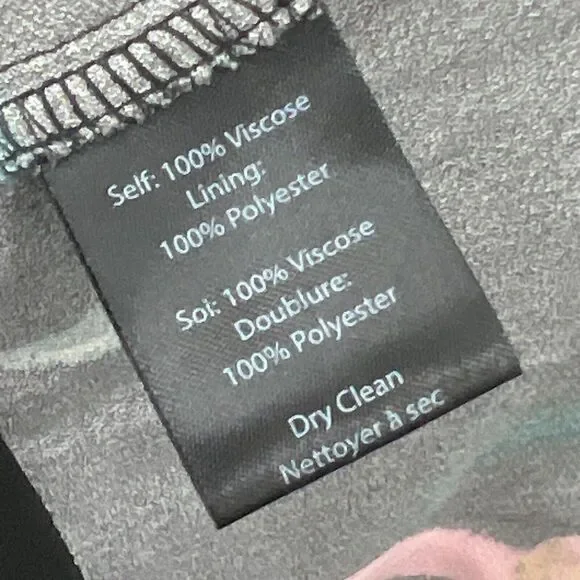 Self: 100% Viscose
Lining:
100% Polyester
Soi: 100% Viscose
Doublure:
100% Polyester
Dry Clean
Nettoyer à sec